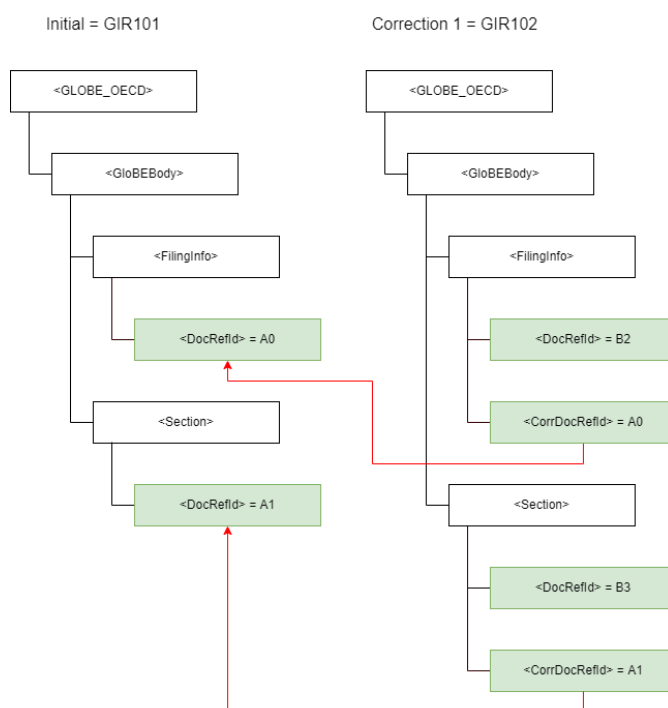 Initial = GIR101
<GLOBE_OECD>
<GloBEBody>
<FilingInfo>
<DocRefId> = A0
<Section>
<DocRefId> = A1
Correction 1 = GIR102
<GLOBE_OECD>
<GloBEBody>
<FilingInfo>
<DocRefId> = B2
<CorrDocRefId> = A0
<Section>
<DocRefId> = B3
<CorrDocRefId> = A1